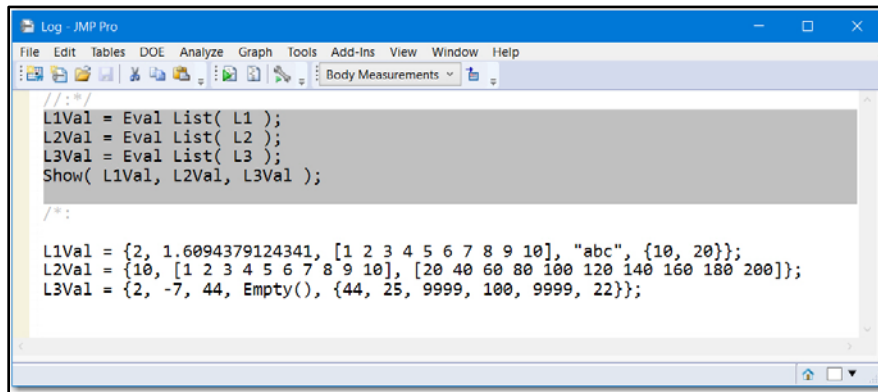 Log - JMP Pro
File Edit Tables DOE Analyze Graph Tools Add-Ins View Window Help
Body Measurements
//:*/
L1Val = Eval List( L1 );
L2Val = Eval List( L2 );
L3Val = Eval List( L3 );
Show( L1Val, L2Val, L3Val );
/*:
L1Val = {2, 1.6094379124341, [1 2 3 4 5 6 7 8 9 10], "abc", {10, 20}};
L2Val = {10, [1 2 3 4 5 6 7 8 9 10], [20 40 60 80 100 120 140 160 180 200]};
L3Val = {2, -7, 44, Empty(), {44, 25, 9999, 100, 9999, 22}};